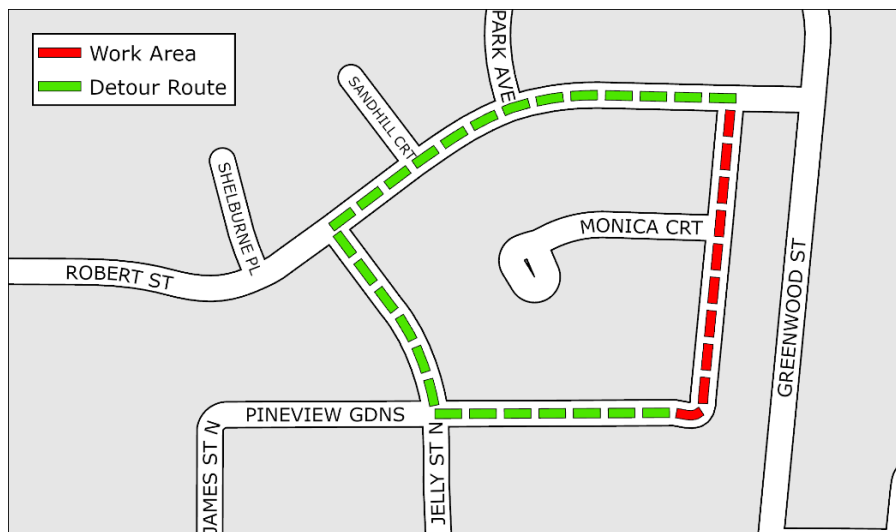 Work Area
Detour Route
PARK AVE
SANDHILL CRT
SHELBURNE PL
MONICA CRT
ROBERT ST
GREENWOOD ST
PINEVIEW GDNS
JAMES ST N
JELLY ST N